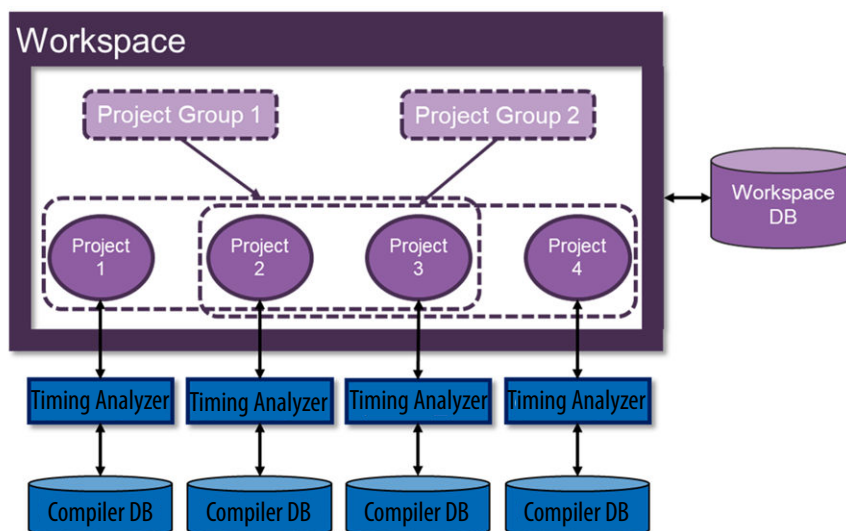 Workspace
Project Group 1
Project Group 2
Workspace
DB
Project
1
Project
2
Project
3
Project
4
Timing Analyzer
Timing Analyzer
Timing Analyzer
Timing Analyzer
Compiler DB
Compiler DB
Compiler DB
Compiler DB